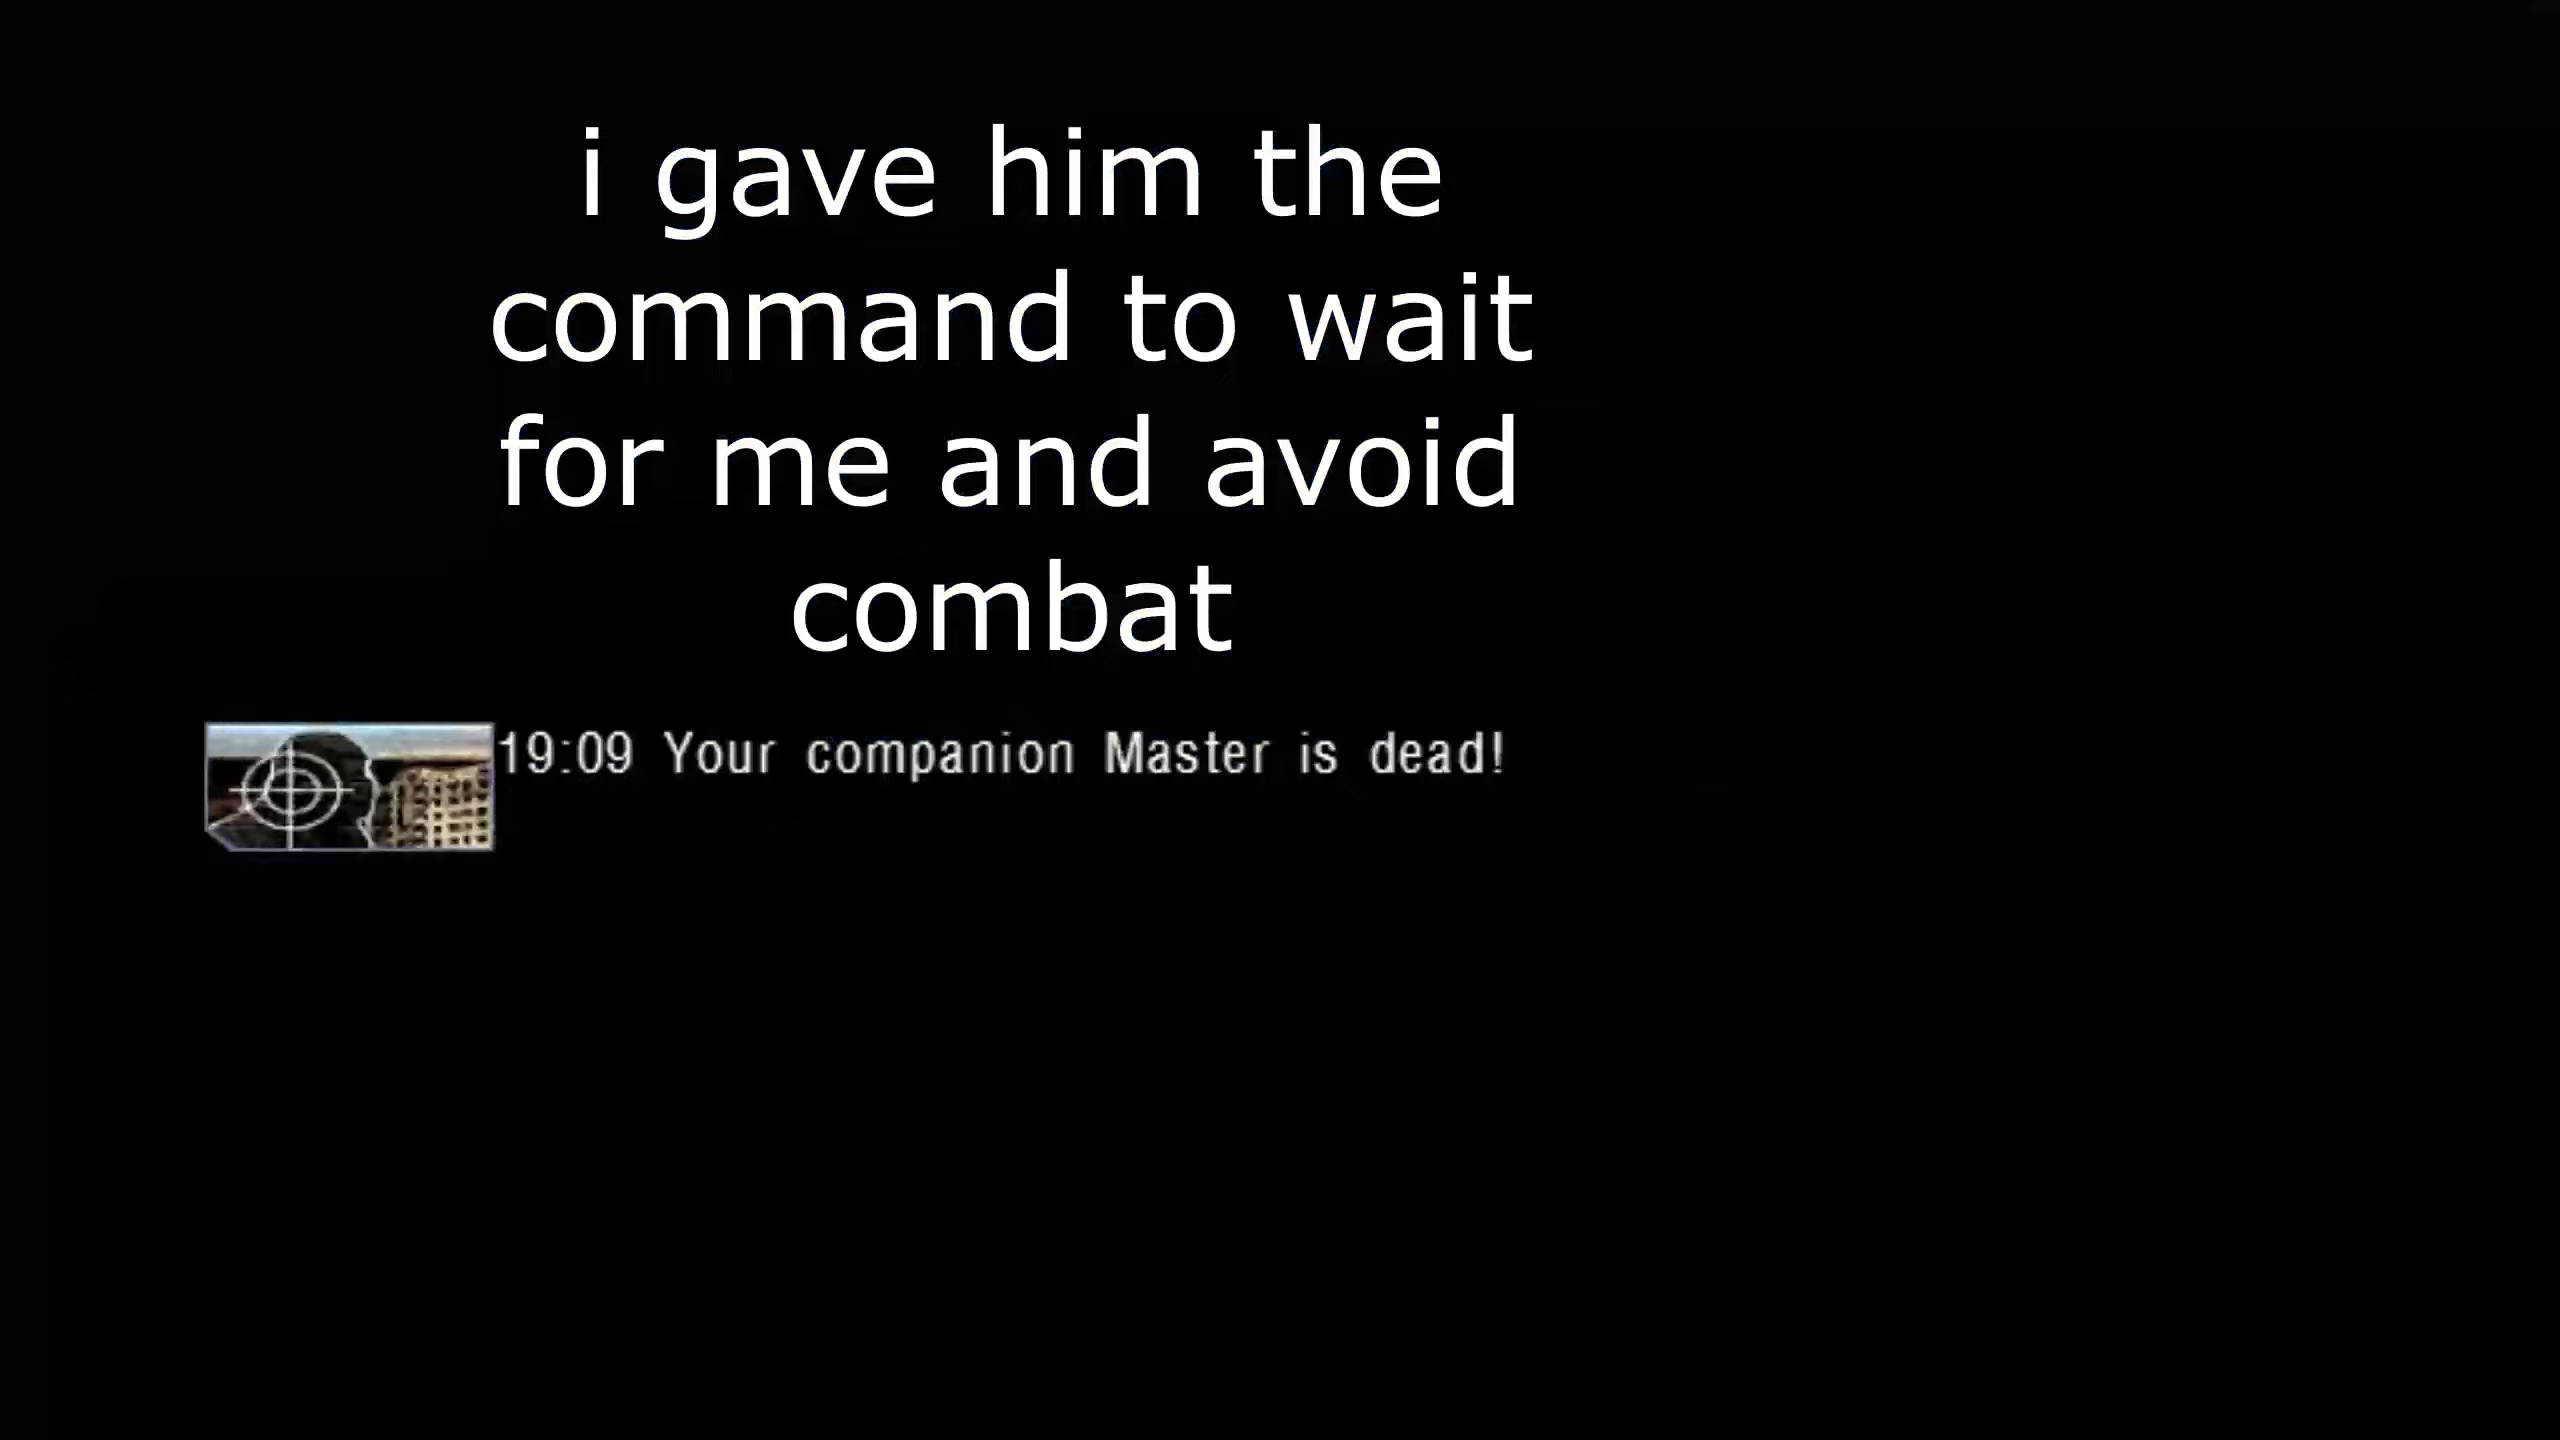 i gave him the
command to wait
for me and avoid
combat
19:09 Your companion Master is dead!